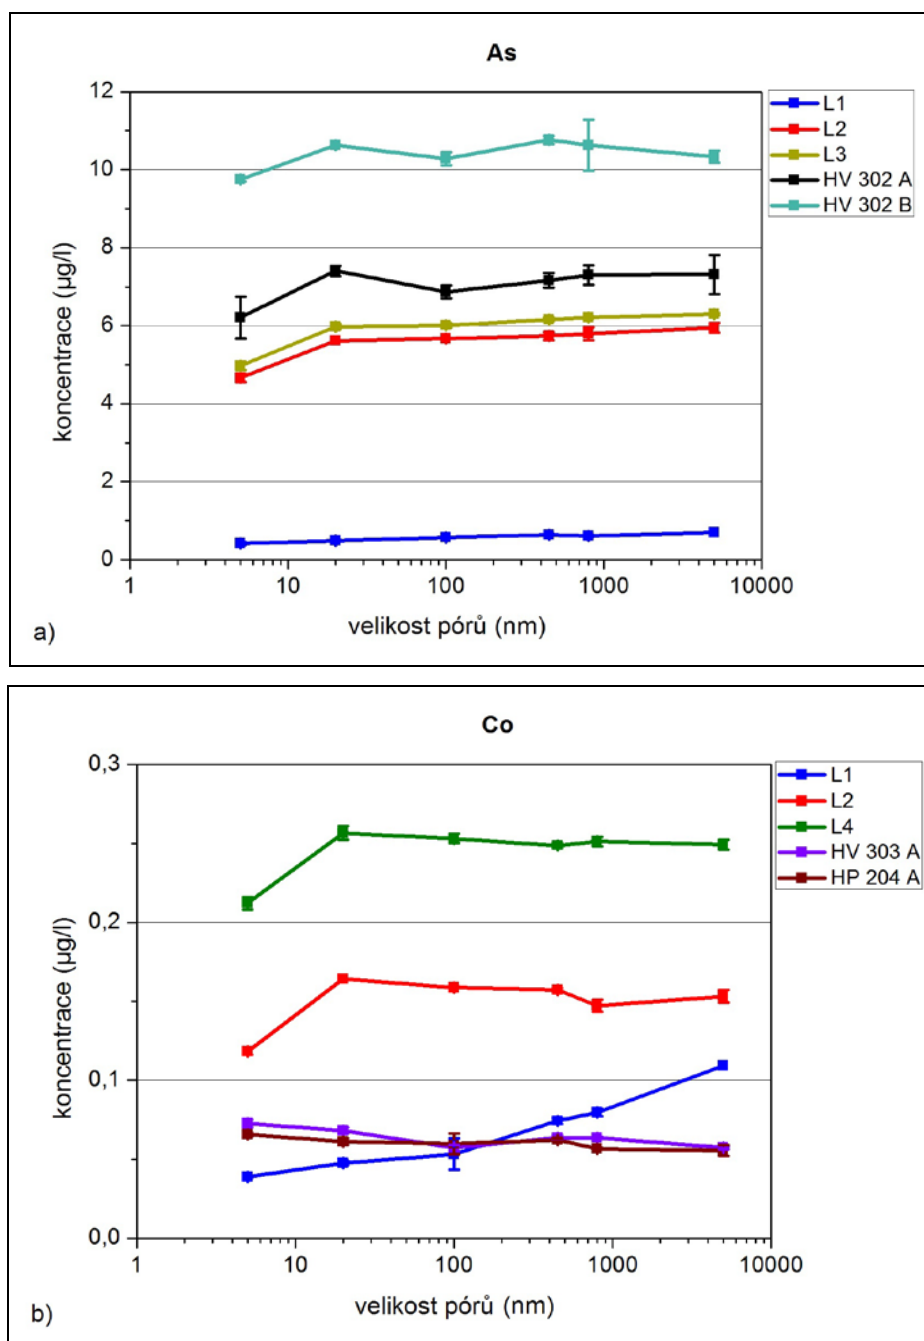 As
12
10
8
6
4
2
0
koncentrace (µg/l)
1
10
100
1000
10000
velikost pórů (nm)
L1
L2
L3
HV 302 A
HV 302 B
a)
Co
0,3
0,2
0,1
0,0
koncentrace (µg/l)
1
10
100
1000
10000
velikost pórů (nm)
L1
L2
L4
HV 303 A
HP 204 A
b)